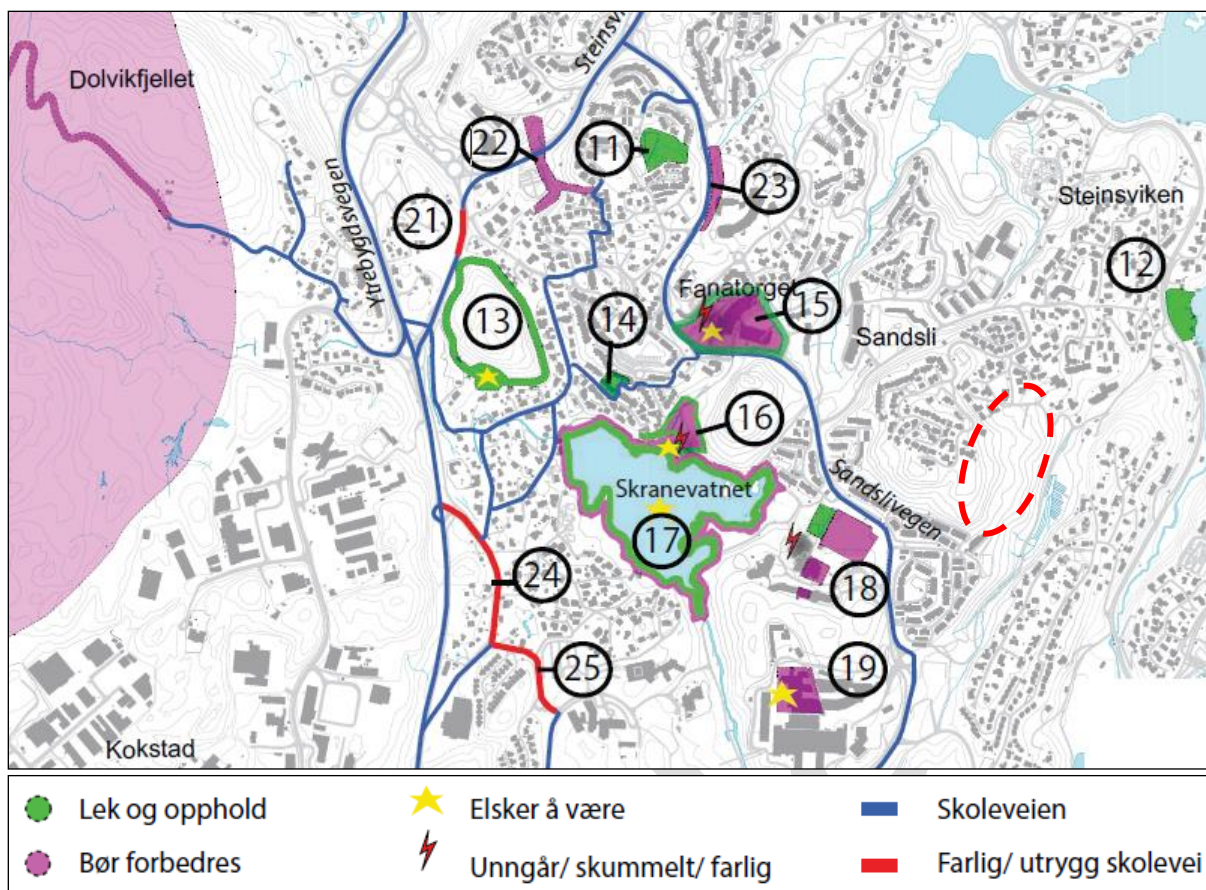 Dolvikfjellet
Steinsvi
22
11
23
Ytrebygdsvegen
21
Steinsviken
12
Fanatorget
13
14
15
Sandsli
16
Skranevatnet
Sandslivegen
17
24
18
25
19
Kokstad
Lek og opphold
Elsker å være
Skoleveien
Bør forbedres
Unngår/ skummelt/ farlig
Farlig/ utrygg skolevei